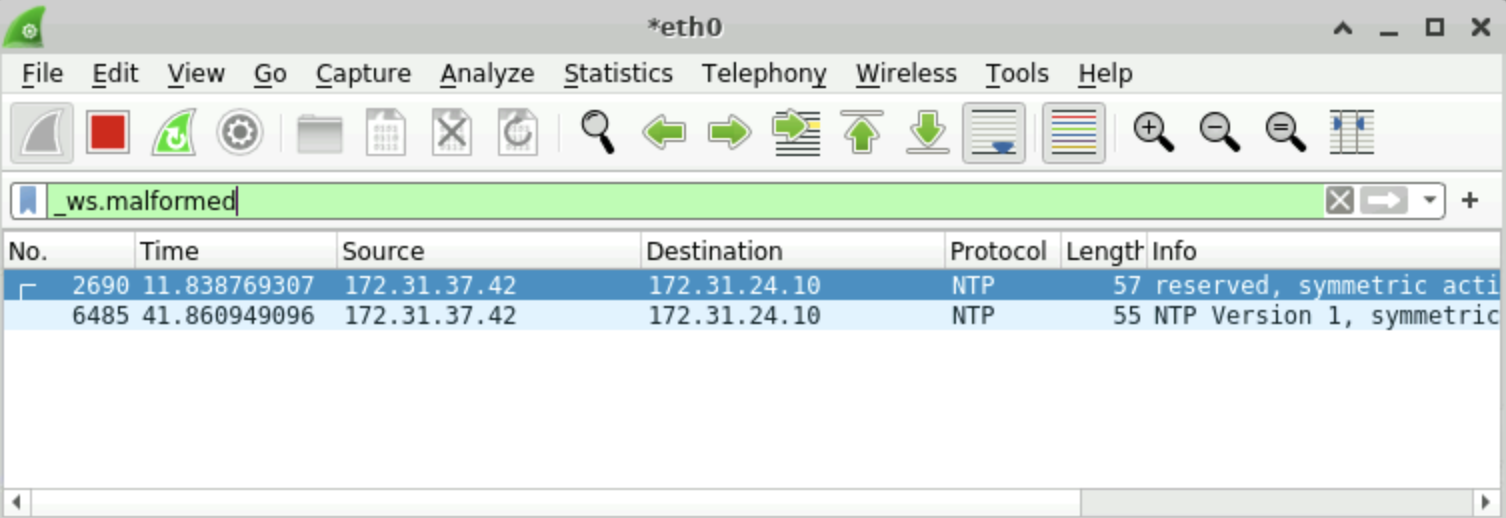 *eth0
File Edit View Go Capture Analyze Statistics Telephony Wireless Tools Help
_ws.malformed
No. Time Source Destination Protocol Length Info
2690 11.838769307 172.31.37.42 172.31.24.10 NTP 57 reserved, symmetric acti
6485 41.860949096 172.31.37.42 172.31.24.10 NTP 55 NTP Version 1, symmetric